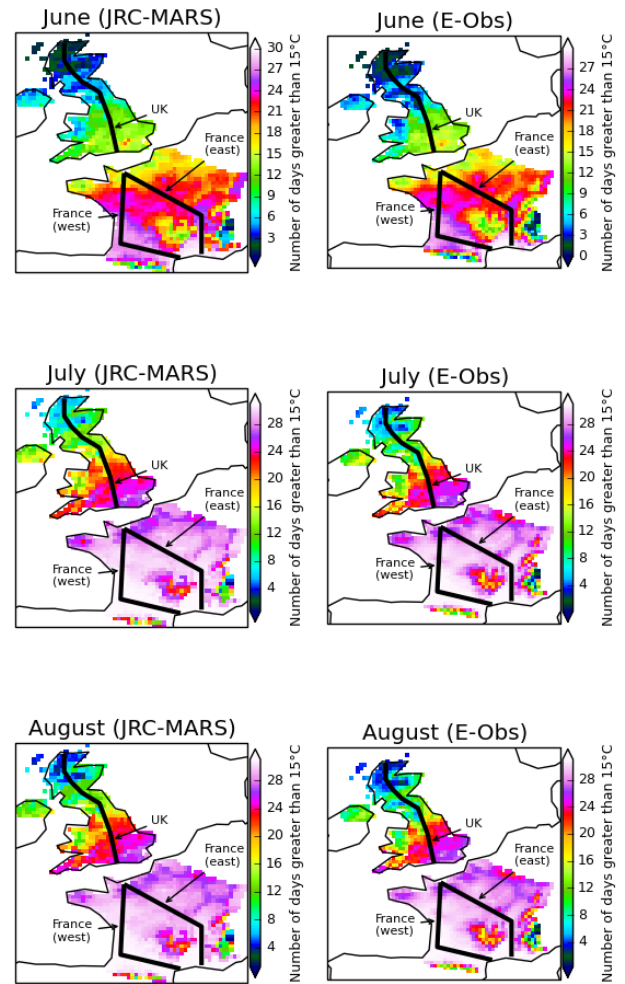 June (JRC-MARS)
30
27
24
21
18
15
12
9
6
3
Number of days greater than 15°C
UK
France
(east)
France
(west)
June (E-Obs)
27
24
21
18
15
12
9
6
3
0
Number of days greater than 15°C
UK
France
(east)
France
(west)
July (JRC-MARS)
28
24
20
16
12
8
4
Number of days greater than 15°C
UK
France
(east)
France
(west)
July (E-Obs)
28
24
20
16
12
8
4
Number of days greater than 15°C
UK
France
(east)
France
(west)
August (JRC-MARS)
28
24
20
16
12
8
4
Number of days greater than 15°C
UK
France
(east)
France
(west)
August (E-Obs)
28
24
20
16
12
8
4
Number of days greater than 15°C
UK
France
(east)
France
(west)